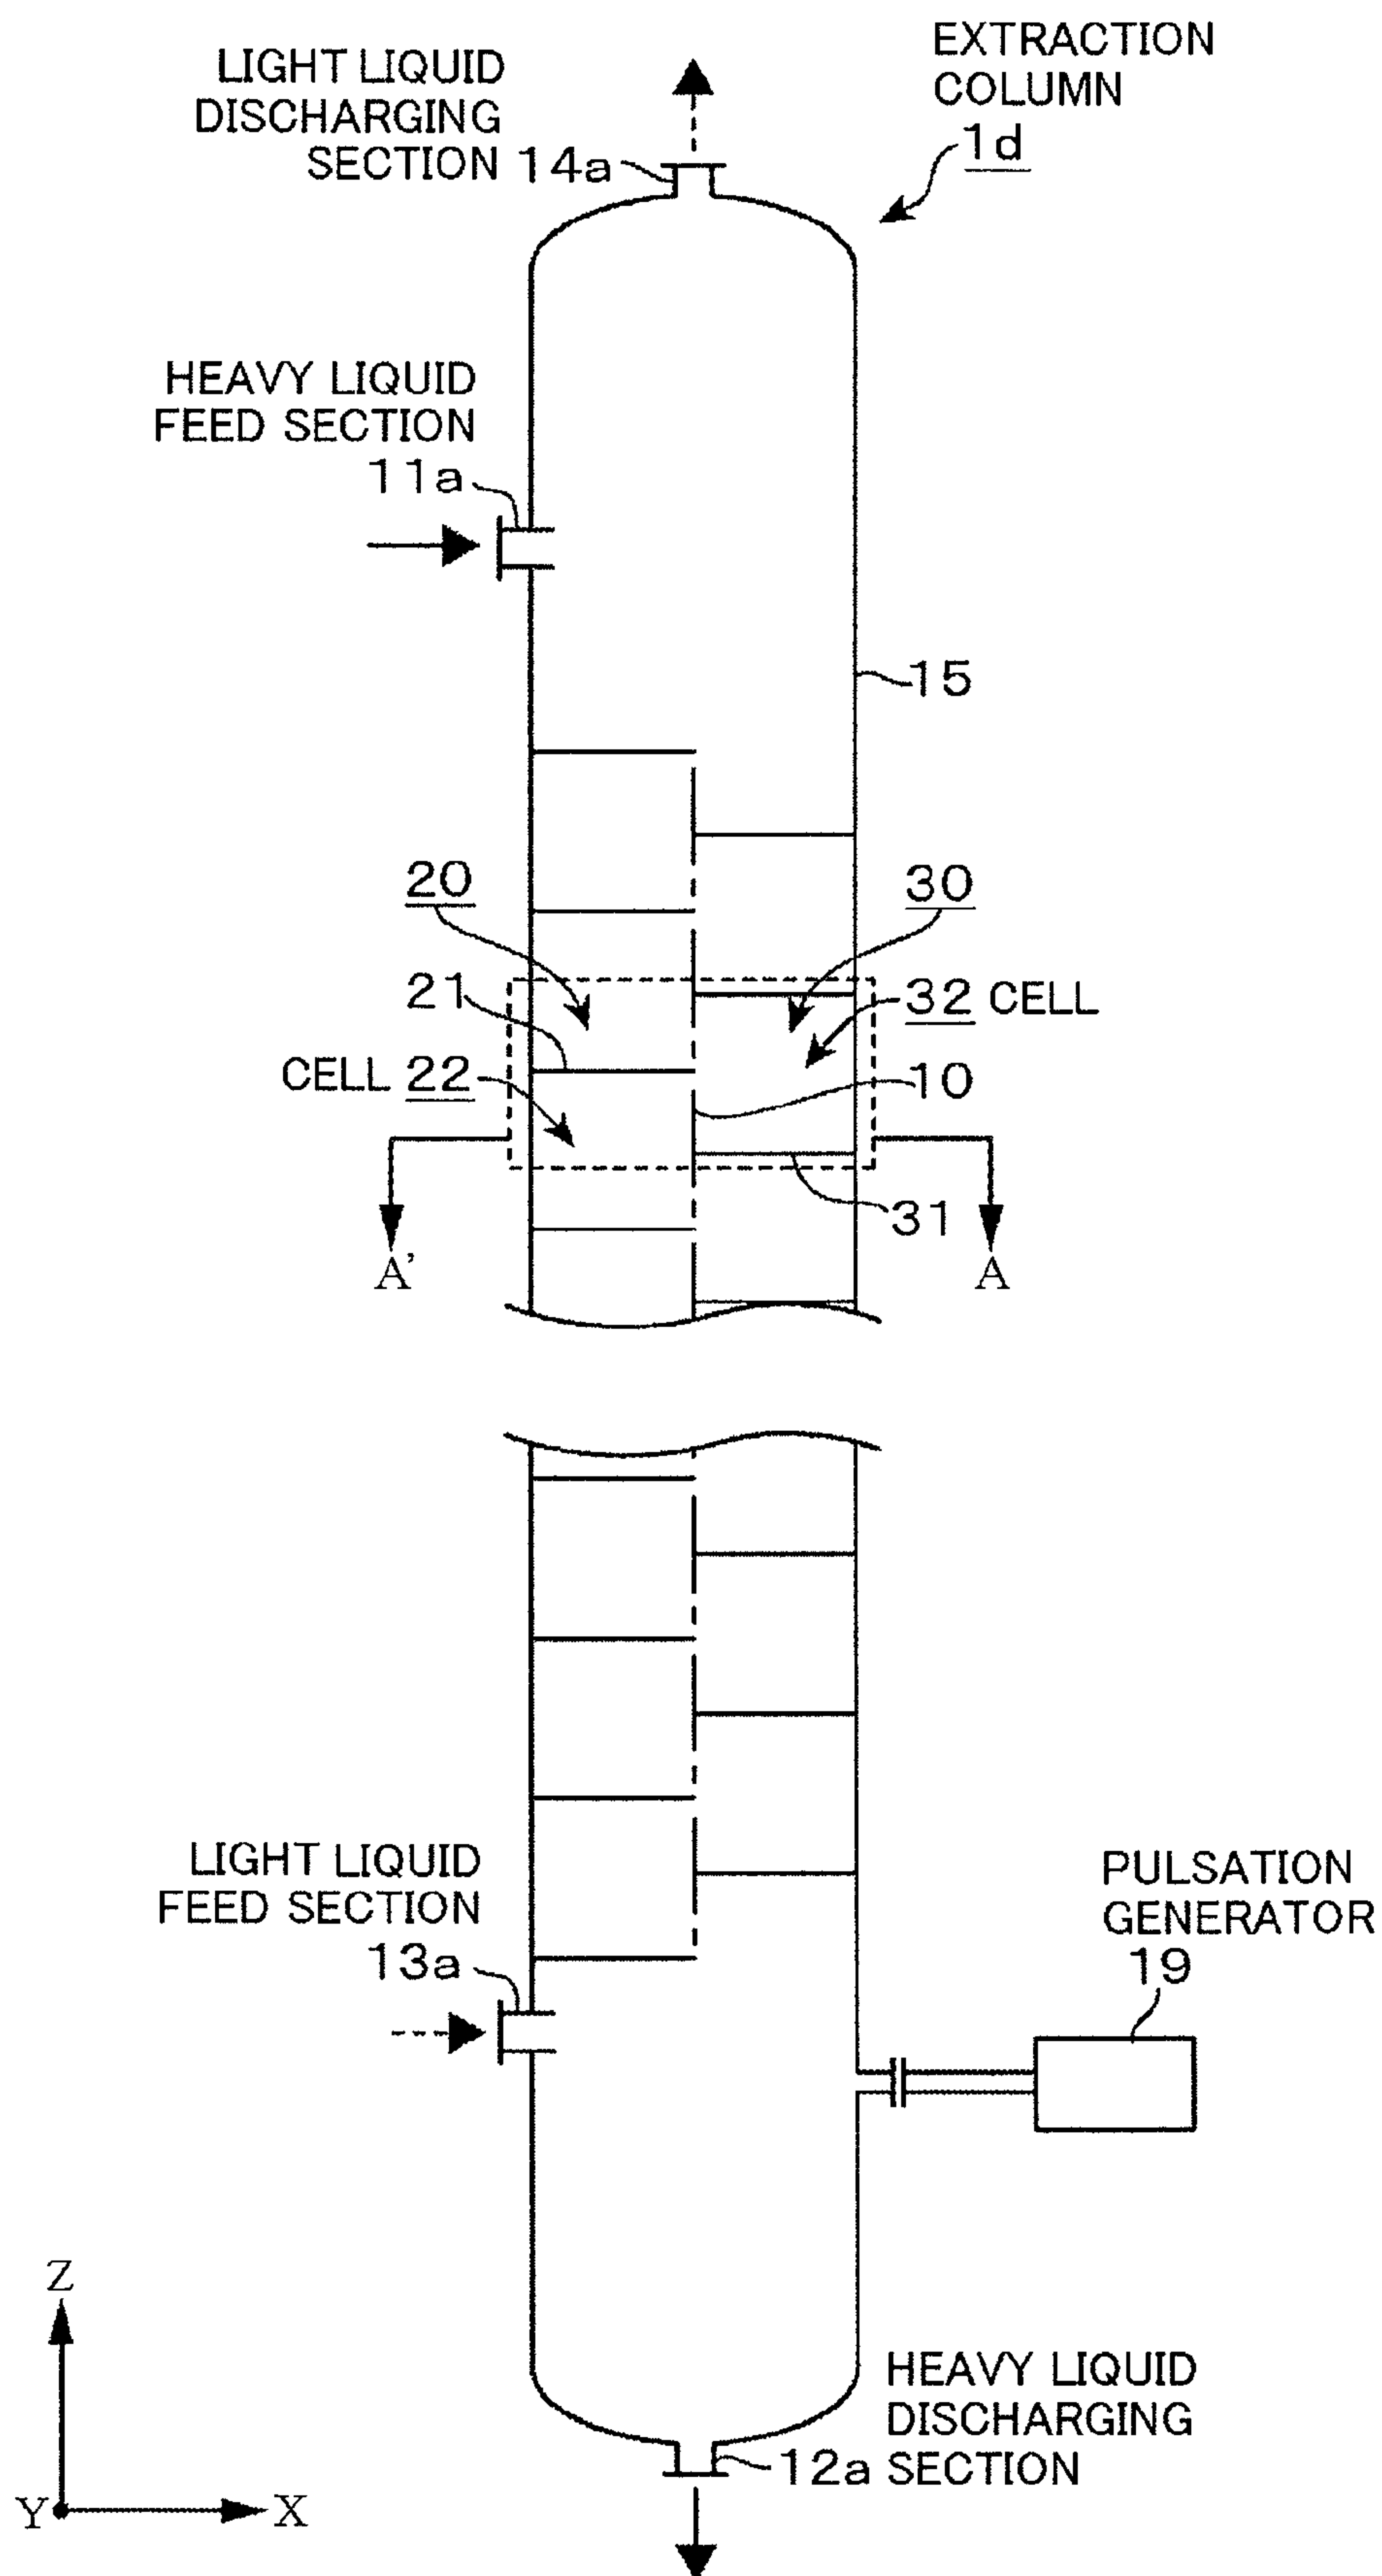 EXTRACTION
COLUMN
1d
LIGHT LIQUID
DISCHARGING
SECTION 14a
HEAVY LIQUID
FEED SECTION
11a
15
20
30
21
32 CELL
CELL 22
10
31
A'
A
LIGHT LIQUID
FEED SECTION
13a
PULSATION
GENERATOR
19
Z
Y
X
HEAVY LIQUID
DISCHARGING
12a SECTION